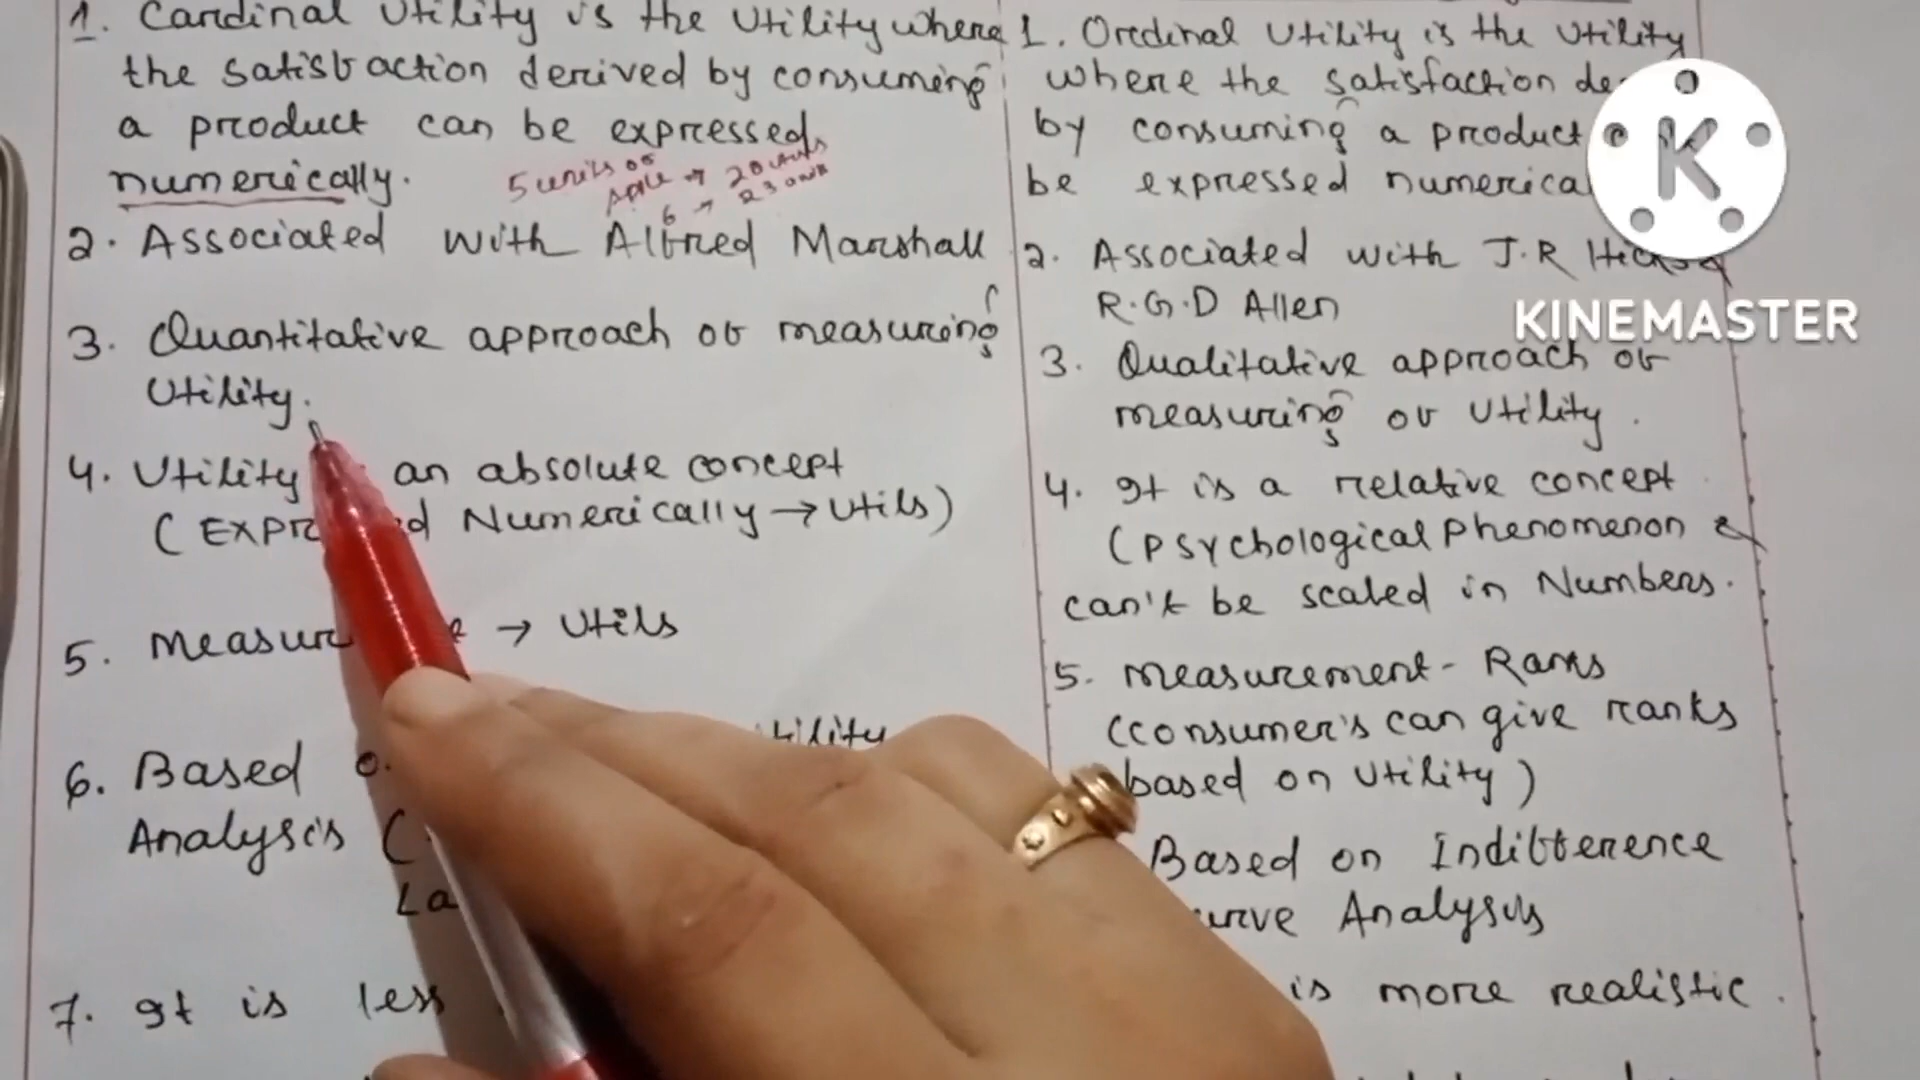 1. Cardinal Utility is the Utility where
the satisfaction derived by consuming
a product can be expressed
numerically.
5 units of
Apple → 20 utils
6 → 23
2. Associated with Alfred Marshall
3. Quantitative approach of measuring
Utility.
4. Utility an absolute concept
(Expr d Numerically → Utils)
5. Measur → Utils
6. Based o tility
Analysis (
La
7. It is less
1. Ordinal Utility is the Utility
where the satisfaction de
by consuming a product
be expressed numerica
2. Associated with J.R Hicks &
R.G.D Allen
3. Qualitative approach of
measuring of Utility.
4. It is a relative concept
(Psychological Phenomenon &
can't be scaled in Numbers.
5. Measurement - Ranks
(consumer's can give ranks
based on Utility)
Based on Indifference
urve Analysis
is more realistic.
K
KINEMASTER